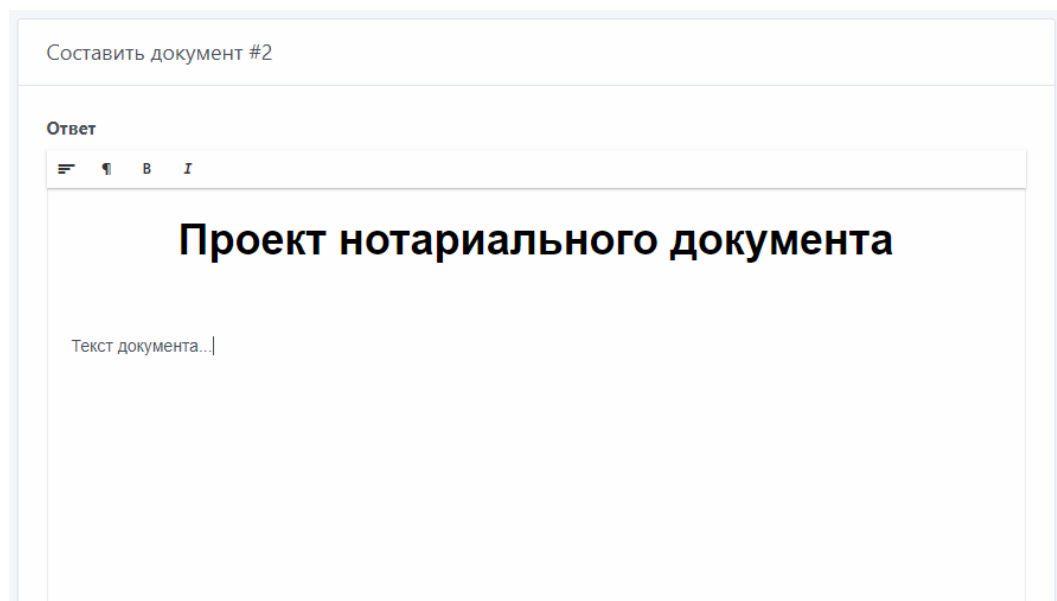 Составить документ #2
Ответ
¶ B I
Проект нотариального документа
Текст документа...